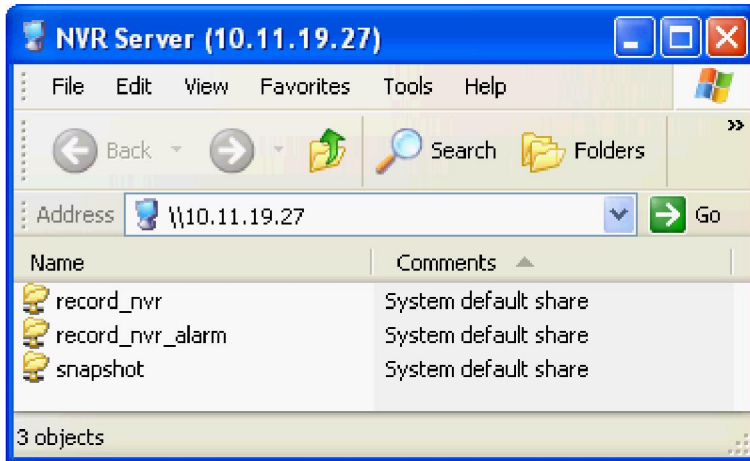 NVR Server (10.11.19.27)
File Edit View Favorites Tools Help
Back Search Folders »
Address \\10.11.19.27 Go
Name Comments
record_nvr System default share
record_nvr_alarm System default share
snapshot System default share
3 objects